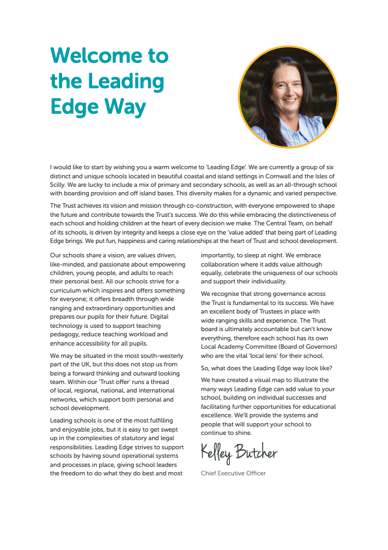 Welcome to
the Leading
Edge Way
I would like to start by wishing you a warm welcome to 'Leading Edge'. We are currently a group of six
distinct and unique schools located in beautiful coastal and island settings in Cornwall and the Isles of
Scilly. We are lucky to include a mix of primary and secondary schools, as well as an all-through school
with boarding provision and off island bases. This diversity makes for a dynamic and varied perspective.
The Trust achieves its vision and mission through co-construction, with everyone empowered to shape
the future and contribute towards the Trust's success. We do this while embracing the distinctiveness of
each school and holding children at the heart of every decision we make. The Central Team, on behalf
of its schools, is driven by integrity and keeps a close eye on the 'value added' that being part of Leading
Edge brings. We put fun, happiness and caring relationships at the heart of Trust and school development.
Our schools share a vision, are values driven,
like-minded, and passionate about empowering
children, young people, and adults to reach
their personal best. All our schools strive for a
curriculum which inspires and offers something
for everyone; it offers breadth through wide
ranging and extraordinary opportunities and
prepares our pupils for their future. Digital
technology is used to support teaching
pedagogy, reduce teaching workload and
enhance accessibility for all pupils.
We may be situated in the most south-westerly
part of the UK, but this does not stop us from
being a forward thinking and outward looking
team. Within our 'Trust offer' runs a thread
of local, regional, national, and international
networks, which support both personal and
school development.
Leading schools is one of the most fulfilling
and enjoyable jobs, but it is easy to get swept
up in the complexities of statutory and legal
responsibilities. Leading Edge strives to support
schools by having sound operational systems
and processes in place, giving school leaders
the freedom to do what they do best and most
importantly, to sleep at night. We embrace
collaboration where it adds value although
equally, celebrate the uniqueness of our schools
and support their individuality.
We recognise that strong governance across
the Trust is fundamental to its success. We have
an excellent body of Trustees in place with
wide ranging skills and experience. The Trust
board is ultimately accountable but can't know
everything, therefore each school has its own
Local Academy Committee (Board of Governors)
who are the vital 'local lens' for their school.
So, what does the Leading Edge way look like?
We have created a visual map to illustrate the
many ways Leading Edge can add value to your
school, building on individual successes and
facilitating further opportunities for educational
excellence. We'll provide the systems and
people that will support your school to
continue to shine.
Kelley Butcher
Chief Executive Officer